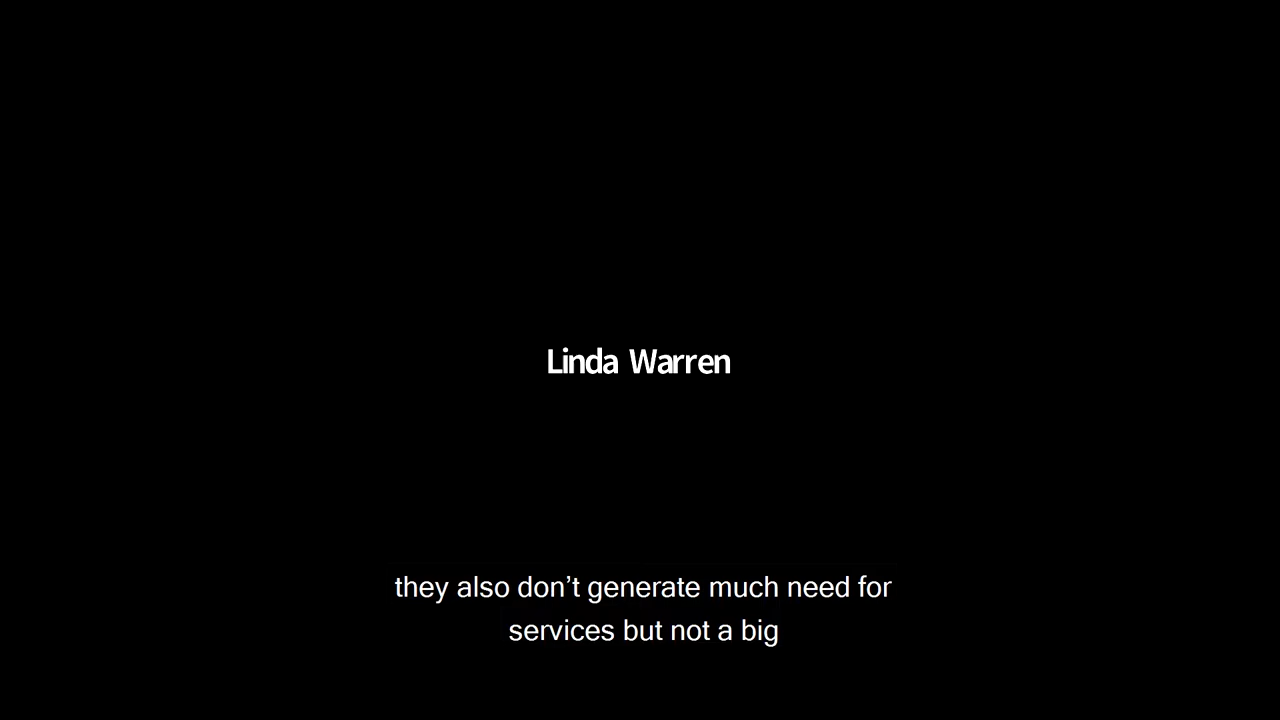 Linda Warren
they also don’t generate much need for
services but not a big